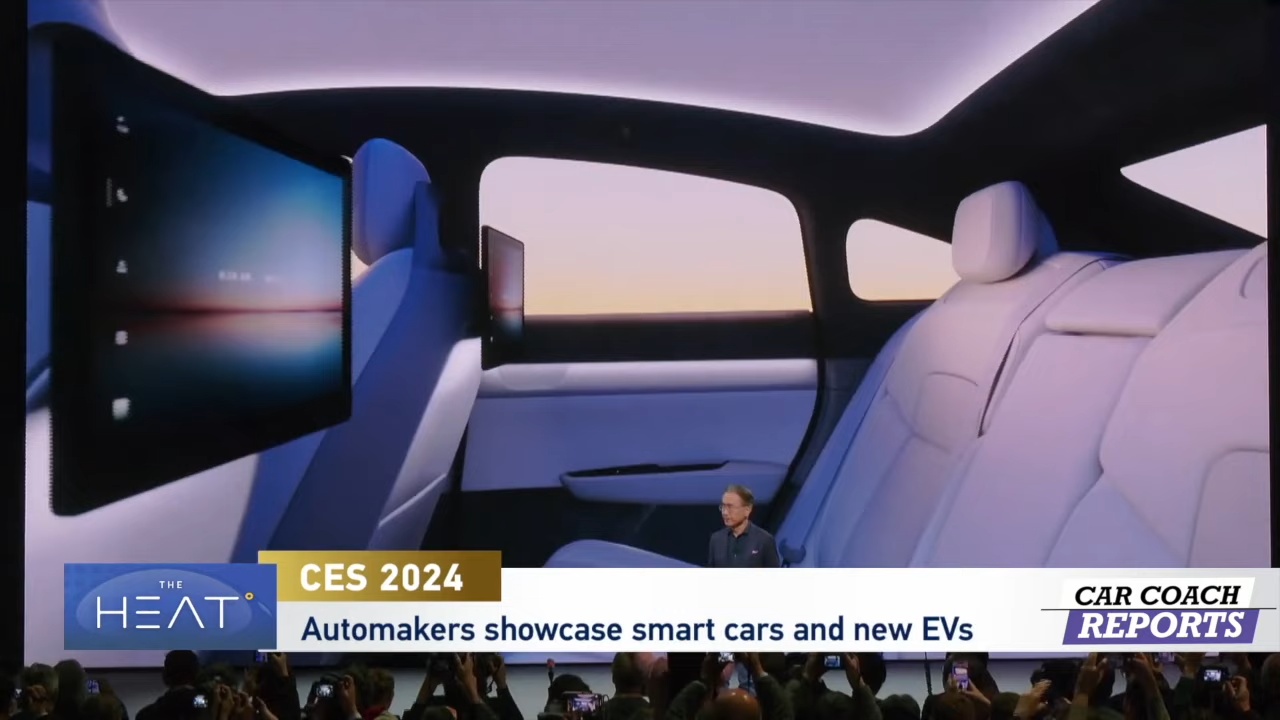 CES 2024
THE
HEAT
Automakers showcase smart cars and new EVs
CAR COACH
REPORTS